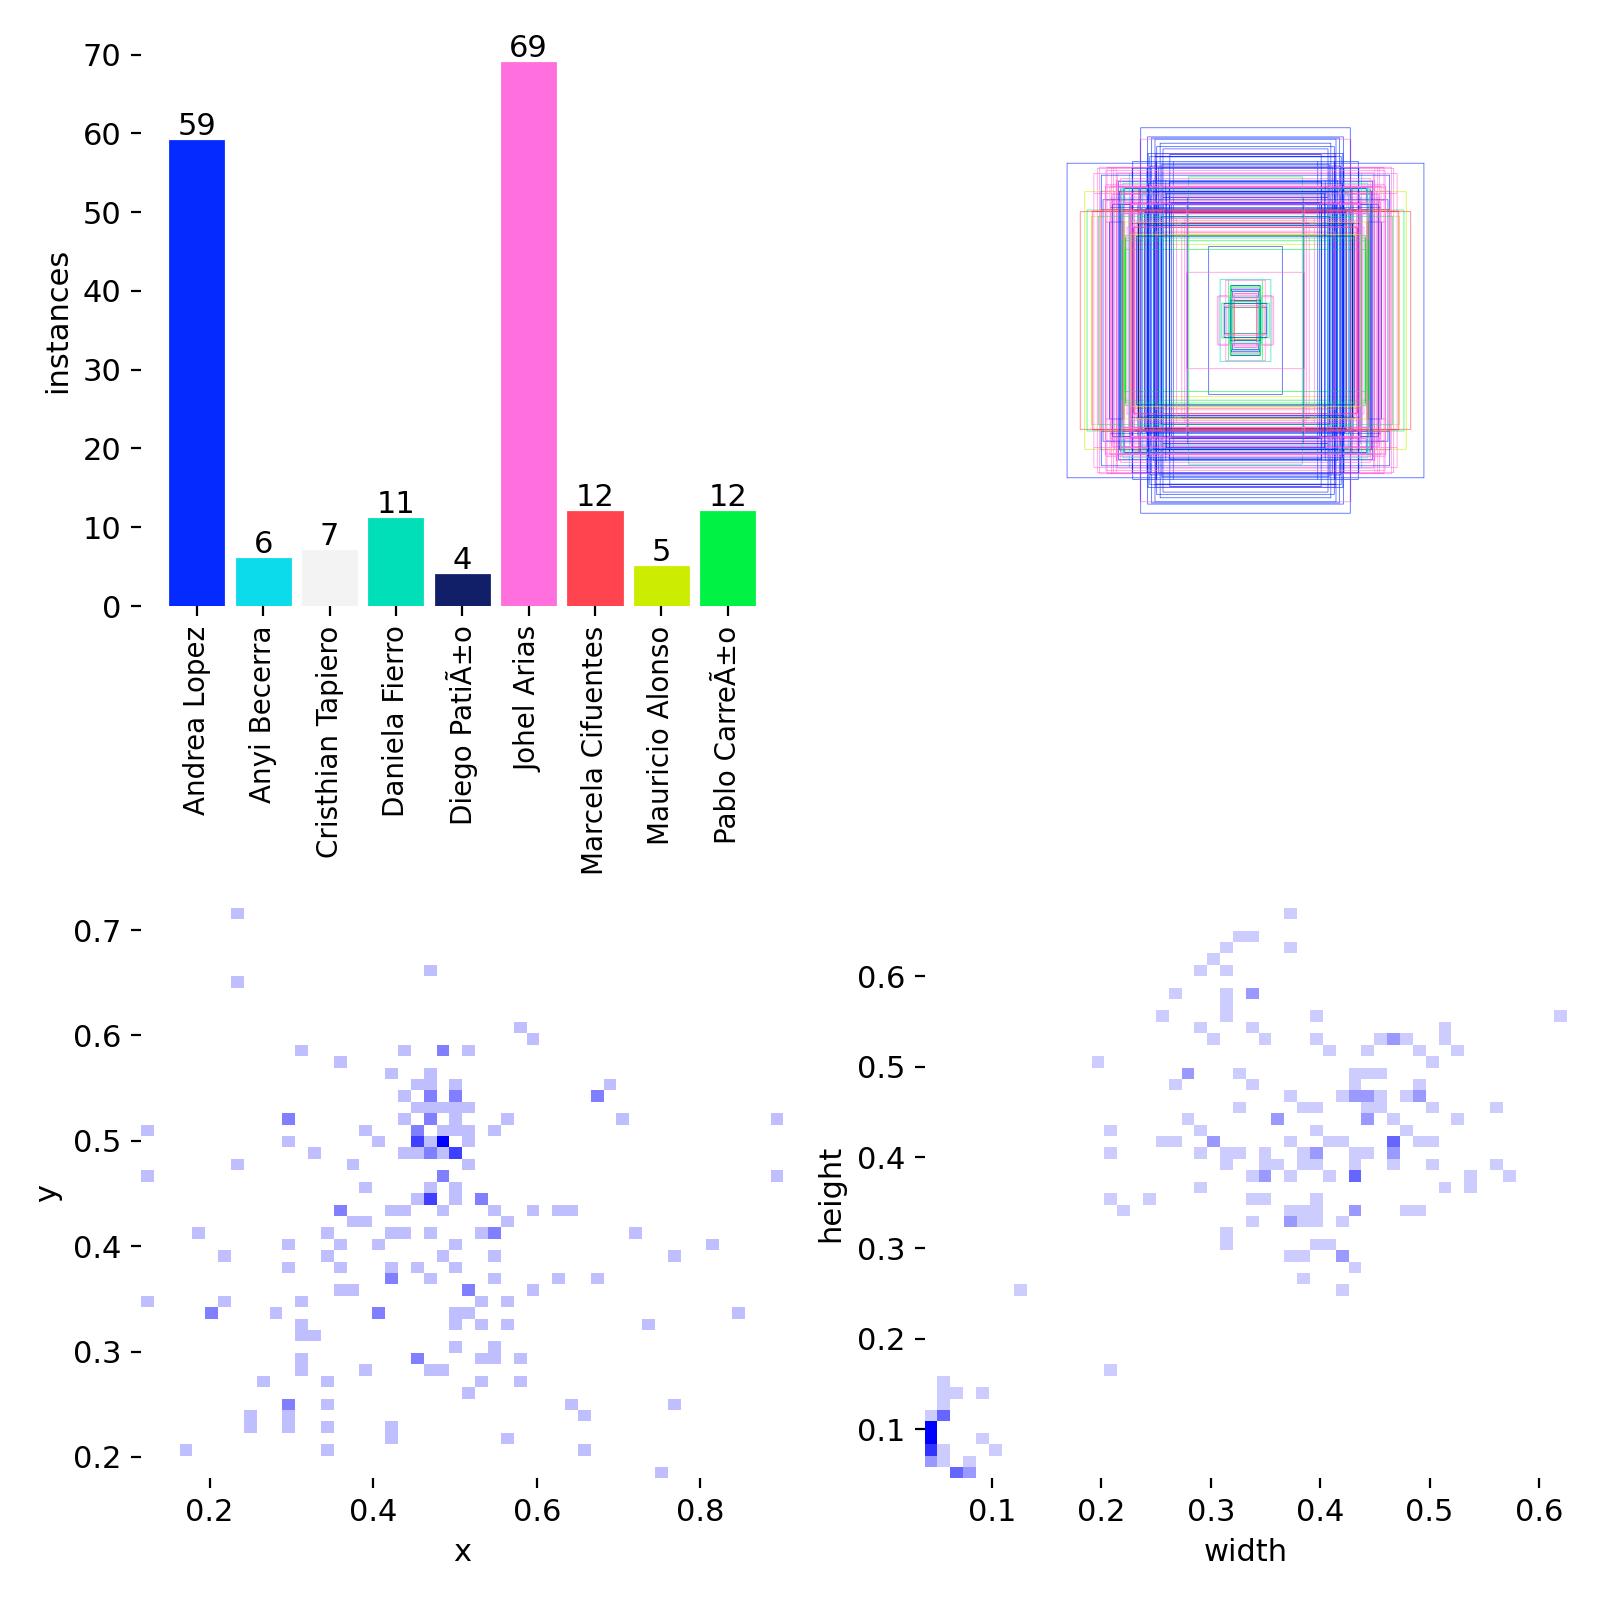 70
60
50
40
30
20
10
0
instances
59
6
7
11
4
69
12
5
12
Andrea Lopez
Anyi Becerra
Cristhian Tapiero
Daniela Fierro
Diego PatiÃ±o
Johel Arias
Marcela Cifuentes
Mauricio Alonso
Pablo CarreÃ±o
0.7
0.6
0.5
0.4
0.3
0.2
y
0.2 0.4 0.6 0.8
x
0.6
0.5
0.4
0.3
0.2
0.1
height
0.1 0.2 0.3 0.4 0.5 0.6
width